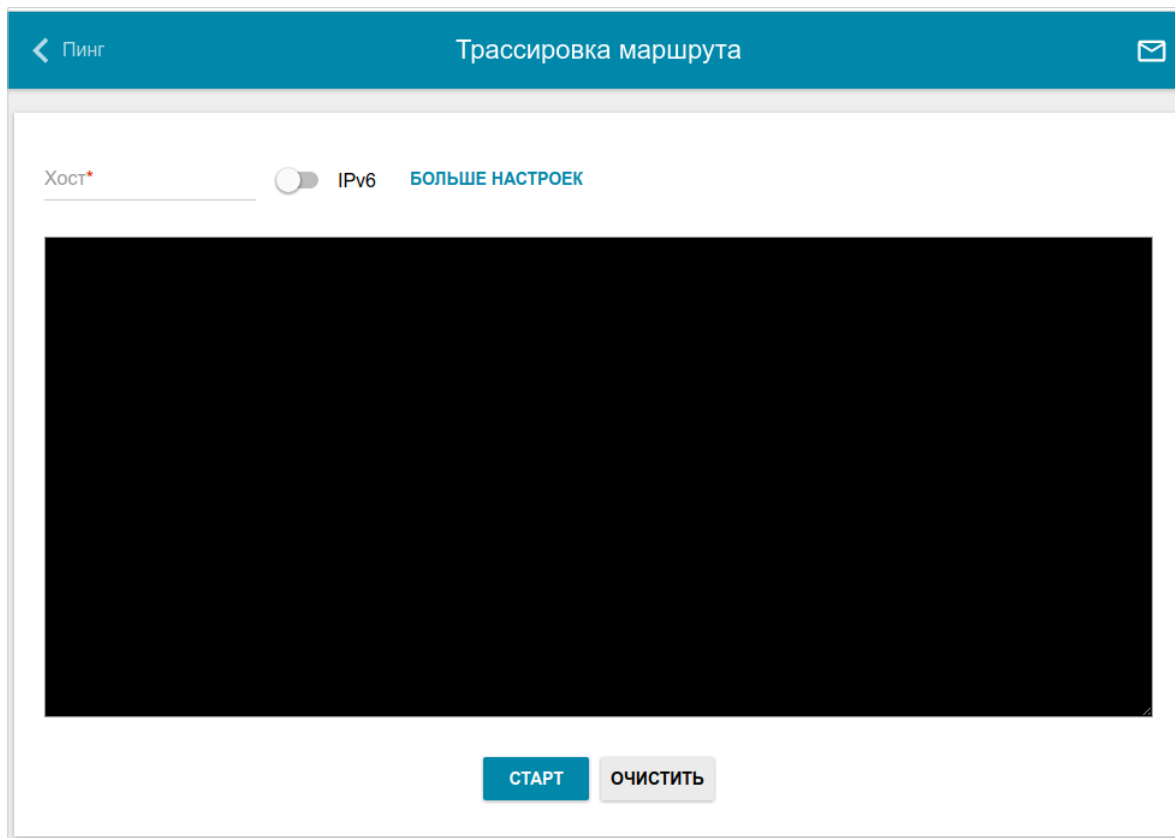 Пинг
Трассировка маршрута
Хост*
IPv6
БОЛЬШЕ НАСТРОЕК
СТАРТ
ОЧИСТИТЬ